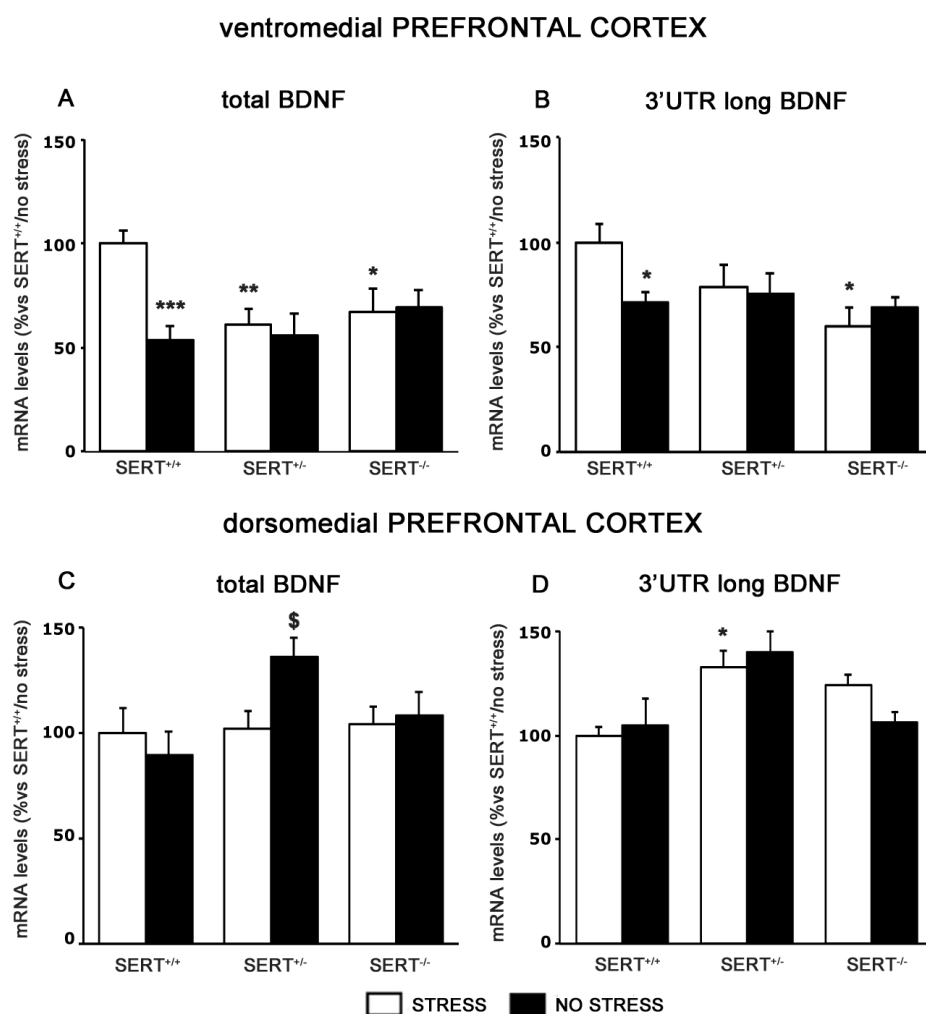 ventromedial PREFRONTAL CORTEX
A
total BDNF
mRNA levels (%vs SERT+/+/no stress)
150
100
50
0
***
**
*
SERT+/+
SERT+/-
SERT-/-
B
3'UTR long BDNF
mRNA levels (%vs SERT+/+/no stress)
150
100
50
0
*
*
SERT+/+
SERT+/-
SERT-/-
dorsomedial PREFRONTAL CORTEX
C
total BDNF
mRNA levels (%vs SERT+/+/no stress)
150
100
50
0
$
SERT+/+
SERT+/-
SERT-/-
D
3'UTR long BDNF
mRNA levels (%vs SERT+/+/no stress)
150
100
50
0
*
SERT+/+
SERT+/-
SERT-/-
STRESS
NO STRESS